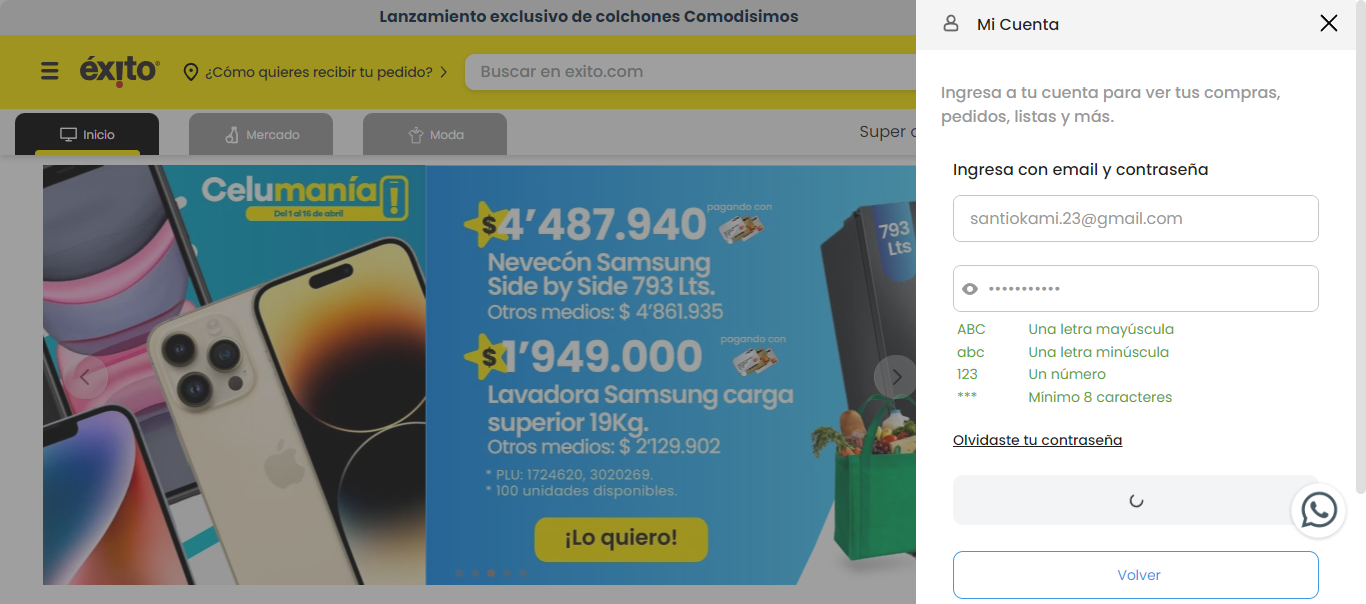 Lanzamiento exclusivo de colchones Comodisimos
éxito
¿Cómo quieres recibir tu pedido?
Buscar en exito.com
Inicio
Mercado
Moda
Super
Celumanía
Del 1 al 16 de abril
$4'487.940
pagando con
Nevecón Samsung
Side by Side 793 Lts.
Otros medios: $ 4'861.935
$1'949.000
pagando con
Lavadora Samsung carga
superior 19Kg.
Otros medios: $ 2'129.902
* PLU: 1724620, 3020269.
* 100 unidades disponibles.
¡Lo quiero!
793
Lts
Mi Cuenta
Ingresa a tu cuenta para ver tus compras,
pedidos, listas y más.
Ingresa con email y contraseña
santiokami.23@gmail.com
•••••••••••
ABC Una letra mayúscula
abc Una letra minúscula
123 Un número
*** Mínimo 8 caracteres
Olvidaste tu contraseña
Volver